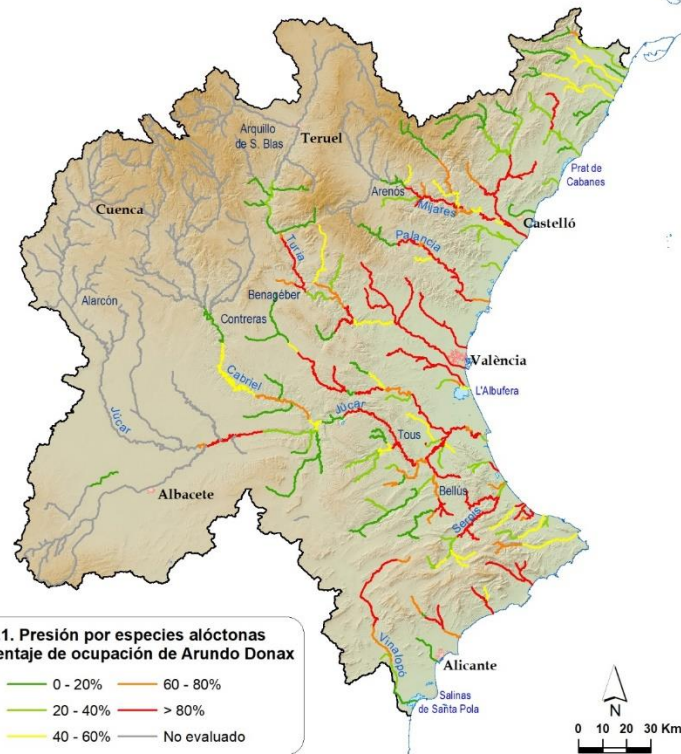 Arquillo
de S. Blas
Teruel
Cuenca
Arenós
Mijares
Prat de
Cabanes
Castelló
Palancia
Turia
Alarcón
Benagéber
Contreras
València
L'Albufera
Cabriel
Júcar
Júcar
Tous
Albacete
Bellús
Serpis
Vinalopó
Alicante
Salinas
de Santa Pola
1. Presión por especies alóctonas
entaje de ocupación de Arundo Donax
0 - 20%
60 - 80%
20 - 40%
> 80%
40 - 60%
No evaluado
N
0 10 20 30 Km